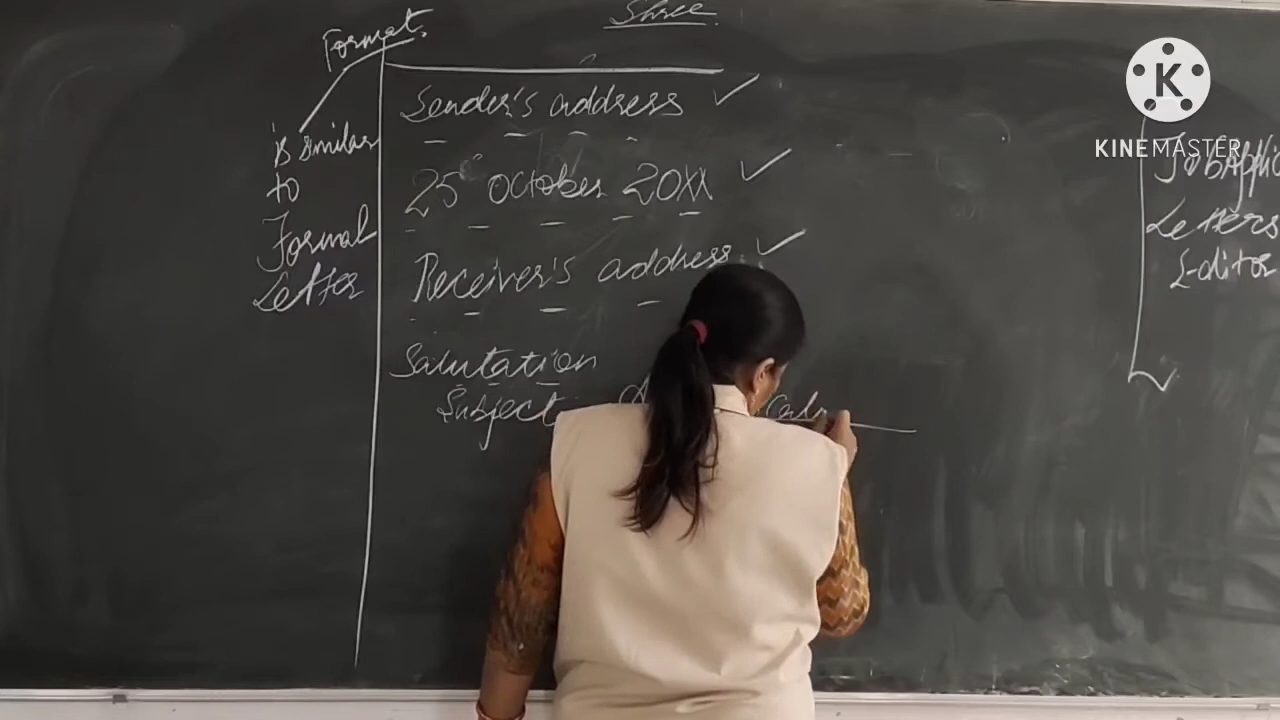 Shree
Format.
is similar
to
Formal
Letter
Sender's address ✓
25 October 20XX ✓
Receiver's address ✓
Salutation
Subject
K
KINEMASTER
Letters
Editor